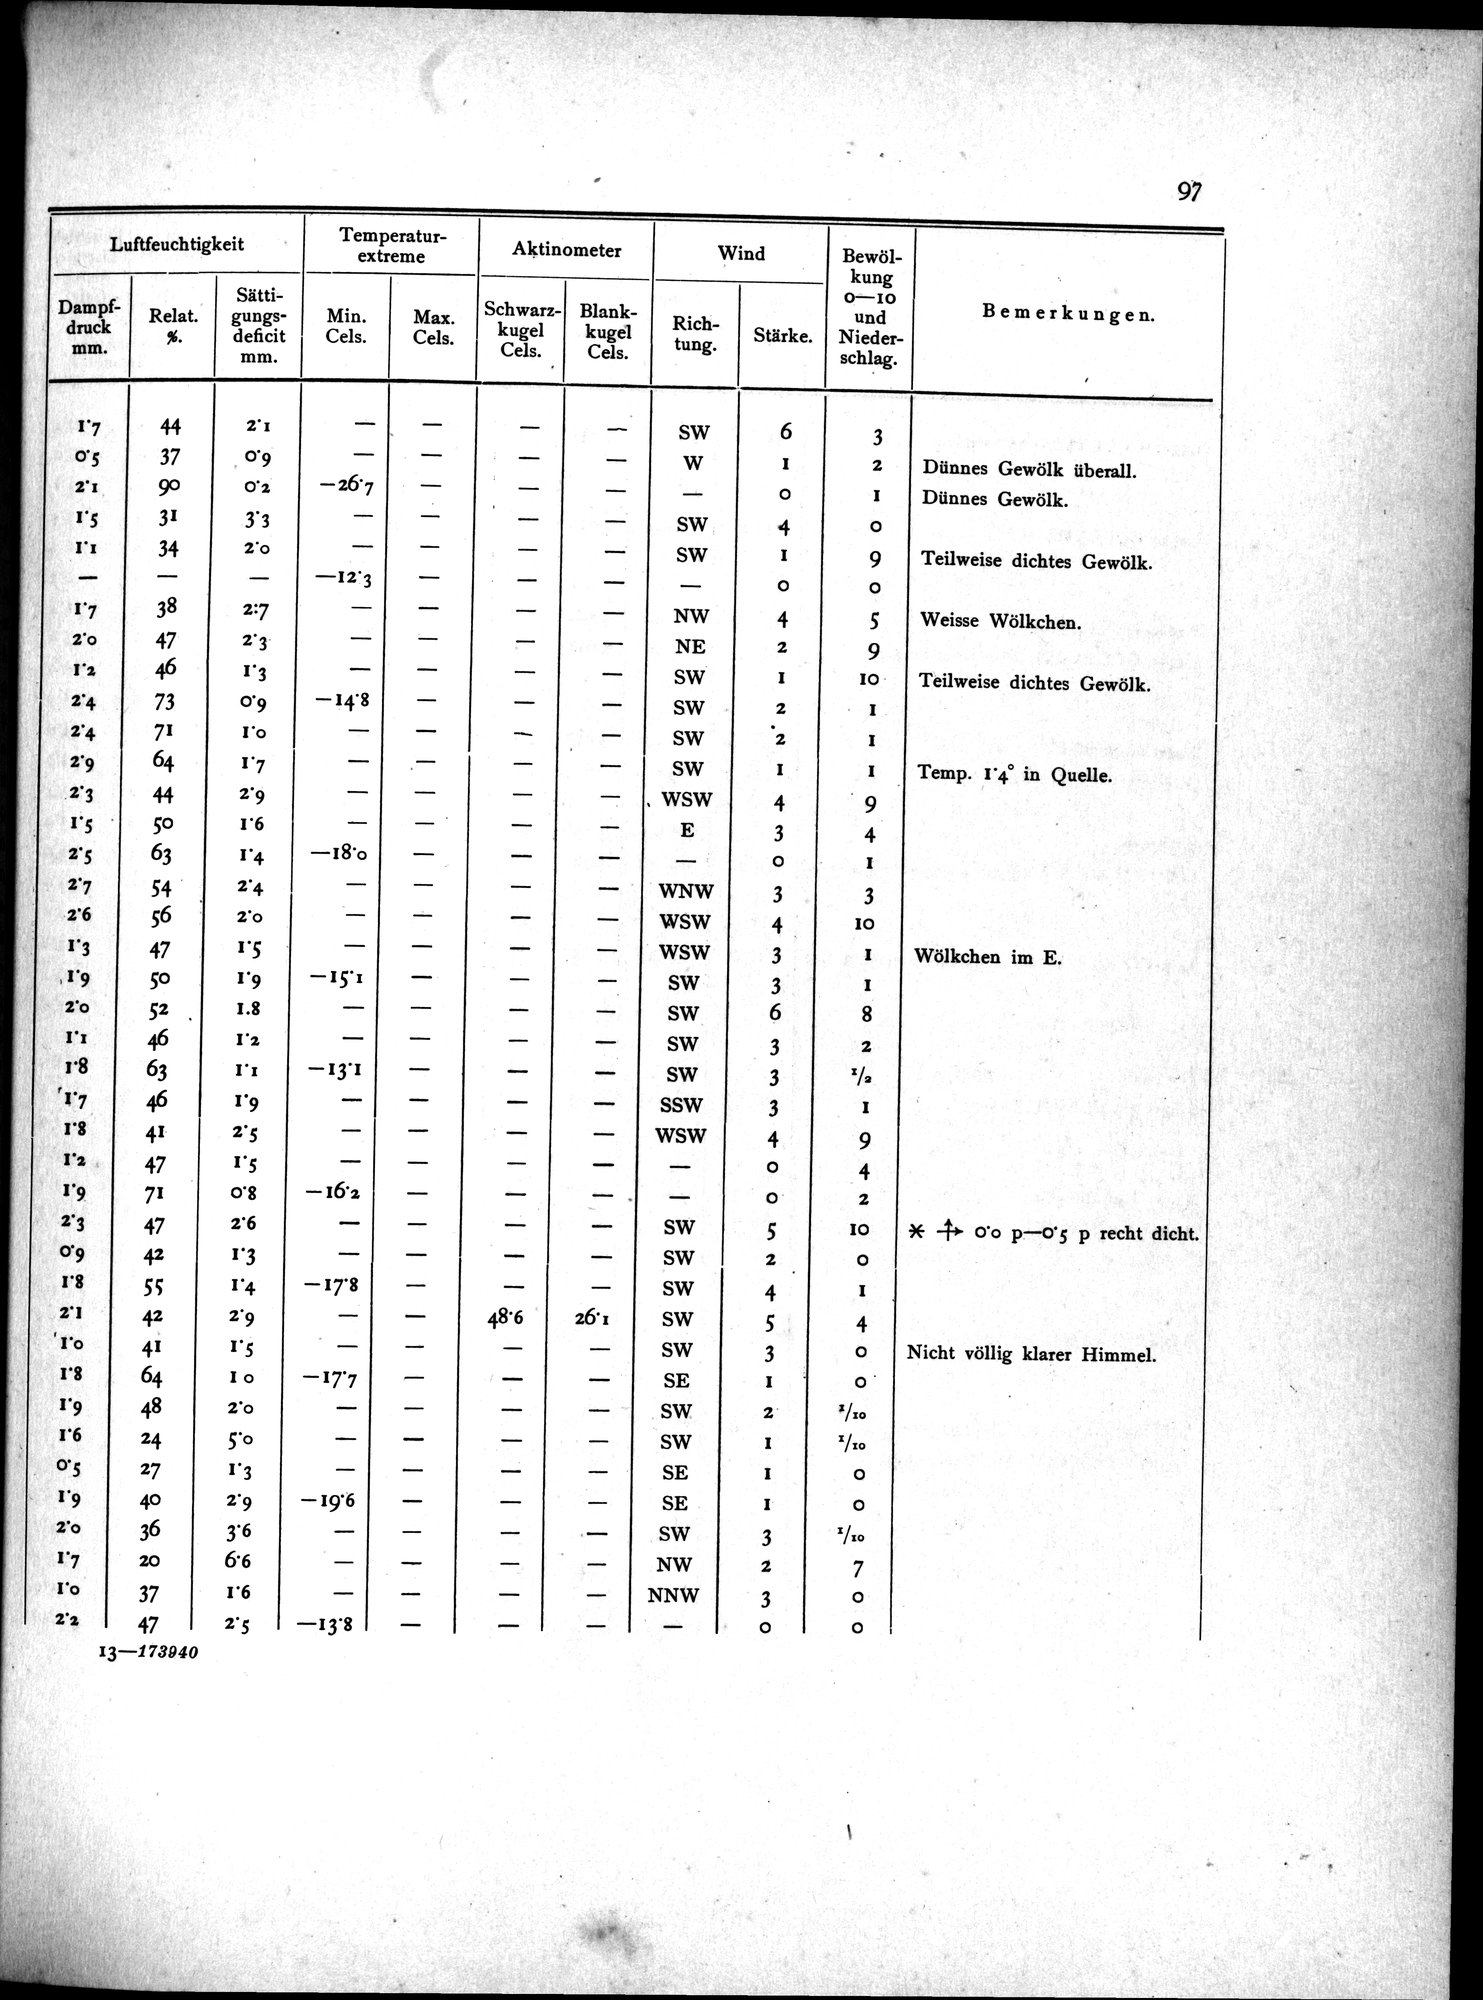 97
Luftfeuchtigkeit | Temperatur-extreme | Aktinometer | Wind | Bewöl-kung 0—10 und Nieder-schlag. | Bemerkungen.
Dampf-druck mm. | Relat. %. | Sätti-gungs-deficit mm. | Min. Cels. | Max. Cels. | Schwarz-kugel Cels. | Blank-kugel Cels. | Rich-tung. | Stärke.
1·7 44 2·1 — — — — SW 6 3
0·5 37 0·9 — — — — W 1 2 Dünnes Gewölk überall.
2·1 90 0·2 —26·7 — — — — 0 1 Dünnes Gewölk.
1·5 31 3·3 — — — — SW 4 0
1·1 34 2·0 — — — — SW 1 9 Teilweise dichtes Gewölk.
— — — —12·3 — — — — 0 0
1·7 38 2:7 — — — — NW 4 5 Weisse Wölkchen.
2·0 47 2·3 — — — — NE 2 9
1·2 46 1·3 — — — — SW 1 10 Teilweise dichtes Gewölk.
2·4 73 0·9 —14·8 — — — SW 2 1
2·4 71 1·0 — — — — SW 2 1
2·9 64 1·7 — — — — SW 1 1 Temp. 1·4° in Quelle.
2·3 44 2·9 — — — — WSW 4 9
1·5 50 1·6 — — — — E 3 4
2·5 63 1·4 —18·0 — — — — 0 1
2·7 54 2·4 — — — — WNW 3 3
2·6 56 2·0 — — — — WSW 4 10
1·3 47 1·5 — — — — WSW 3 1 Wölkchen im E.
1·9 50 1·9 —15·1 — — — SW 3 1
2·0 52 1.8 — — — — SW 6 8
1·1 46 1·2 — — — — SW 3 2
1·8 63 1·1 —13·1 — — — SW 3 1/2
1·7 46 1·9 — — — — SSW 3 1
1·8 41 2·5 — — — — WSW 4 9
1·2 47 1·5 — — — — — 0 4
1·9 71 0·8 —16·2 — — — — 0 2
2·3 47 2·6 — — — — SW 5 10 0·0 p—0·5 p recht dicht.
0·9 42 1·3 — — — — SW 2 0
1·8 55 1·4 —17·8 — — — SW 4 1
2·1 42 2·9 — — 48·6 26·1 SW 5 4
1·0 41 1·5 — — — — SW 3 0 Nicht völlig klarer Himmel.
1·8 64 1 0 —17·7 — — — SE 1 0
1·9 48 2·0 — — — — SW 2 1/10
1·6 24 5·0 — — — — SW 1 1/10
0·5 27 1·3 — — — — SE 1 0
1·9 40 2·9 —19·6 — — — SE 1 0
2·0 36 3·6 — — — — SW 3 1/10
1·7 20 6·6 — — — — NW 2 7
1·0 37 1·6 — — — — NNW 3 0
2·2 47 2·5 —13·8 — — — — 0 0
13—173940